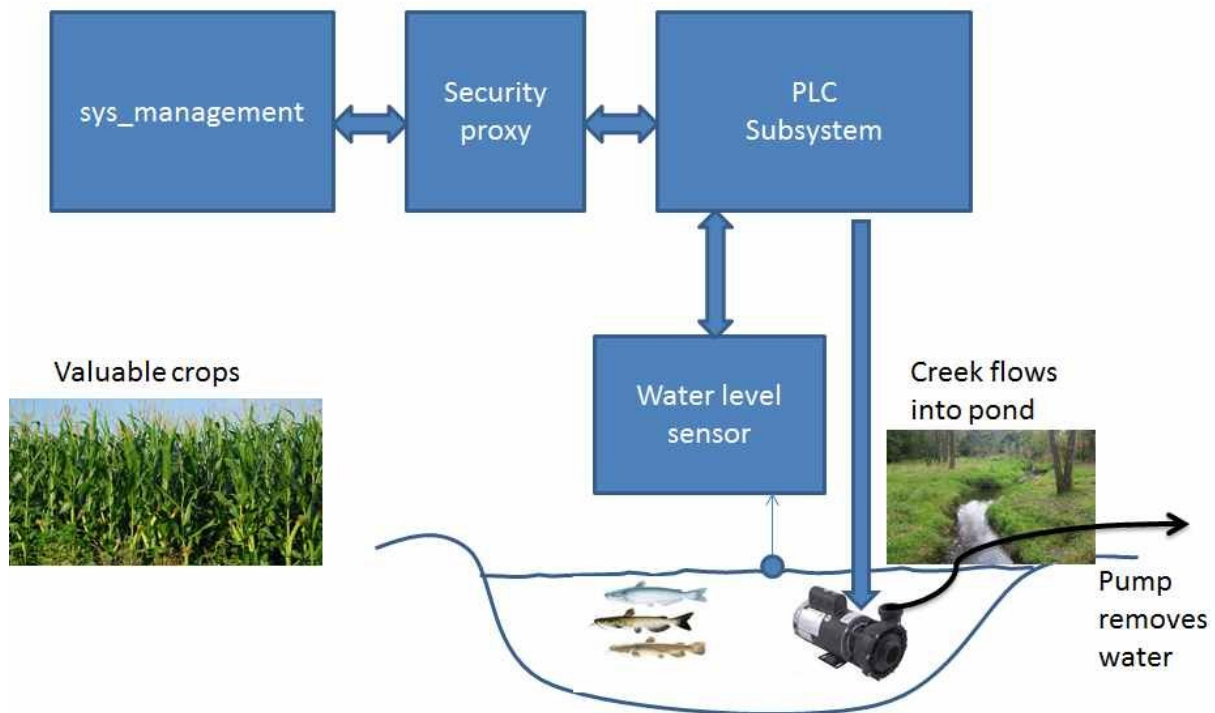 sys_management
Security
proxy
PLC
Subsystem
Water level
sensor
Valuable crops
Creek flows
into pond
Pump
removes
water